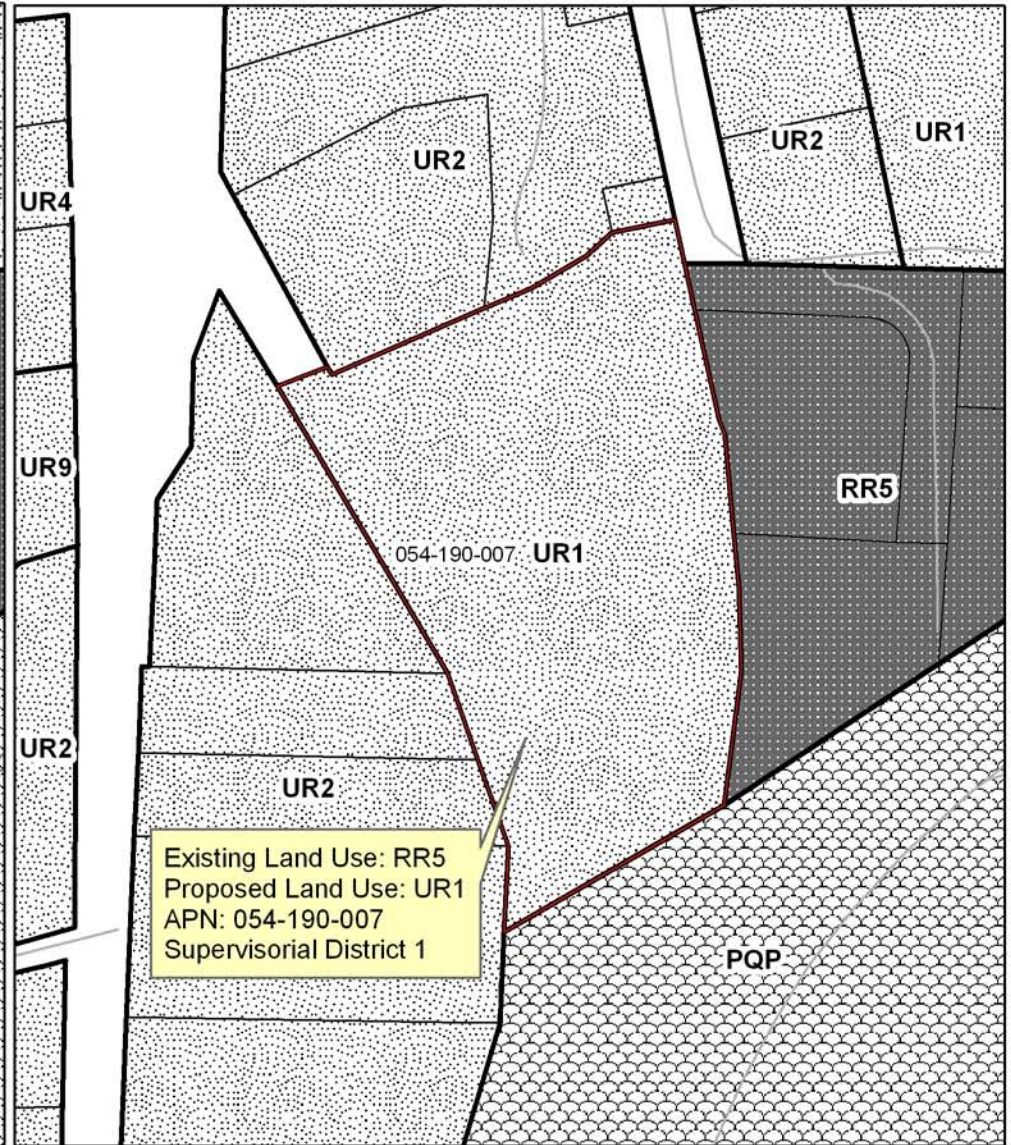 UR2
UR2
UR1
UR4
UR9
RR5
054-190-007 UR1
UR2
UR2
Existing Land Use: RR5
Proposed Land Use: UR1
APN: 054-190-007
Supervisorial District 1
PQP